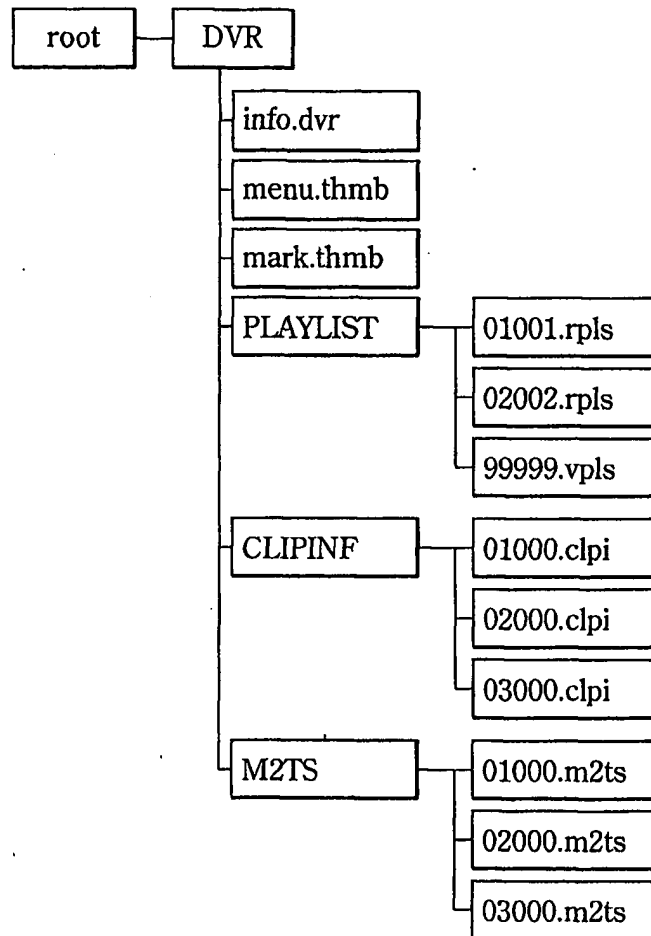 root
DVR
info.dvr
menu.thmb
mark.thmb
PLAYLIST
01001.rpls
02002.rpls
99999.vpls
CLIPINF
01000.clpi
02000.clpi
03000.clpi
M2TS
01000.m2ts
02000.m2ts
03000.m2ts